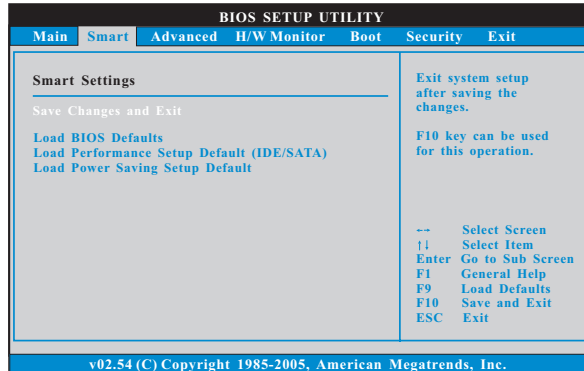 BIOS SETUP UTILITY
Main Smart Advanced H/W Monitor Boot Security Exit
Smart Settings
Save Changes and Exit
Load BIOS Defaults
Load Performance Setup Default (IDE/SATA)
Load Power Saving Setup Default
Exit system setup
after saving the
changes.
F10 key can be used
for this operation.
←→ Select Screen
↑↓ Select Item
Enter Go to Sub Screen
F1 General Help
F9 Load Defaults
F10 Save and Exit
ESC Exit
v02.54 (C) Copyright 1985-2005, American Megatrends, Inc.